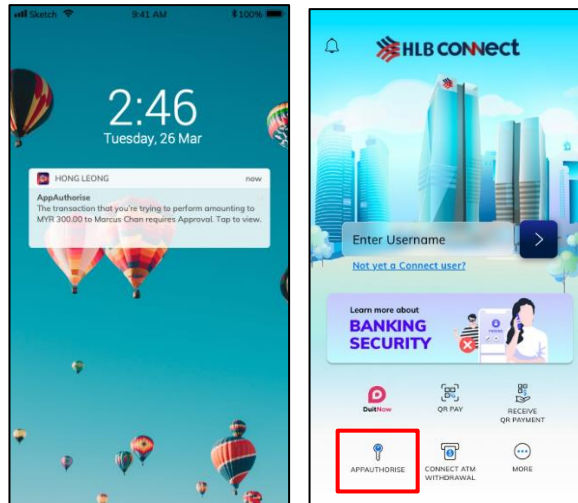 Sketch 9:41 AM 100%
2:46
Tuesday, 26 Mar
HONG LEONG now
AppAuthorise
The transaction that you're trying to perform amounting to
MYR 300.00 to Marcus Chan requires Approval. Tap to view.
HLB CONNECT
Enter Username
Not yet a Connect user?
Learn more about
BANKING
SECURITY
DuitNow
QR PAY
RECEIVE
QR PAYMENT
APPAUTHORISE
CONNECT ATM
WITHDRAWAL
MORE